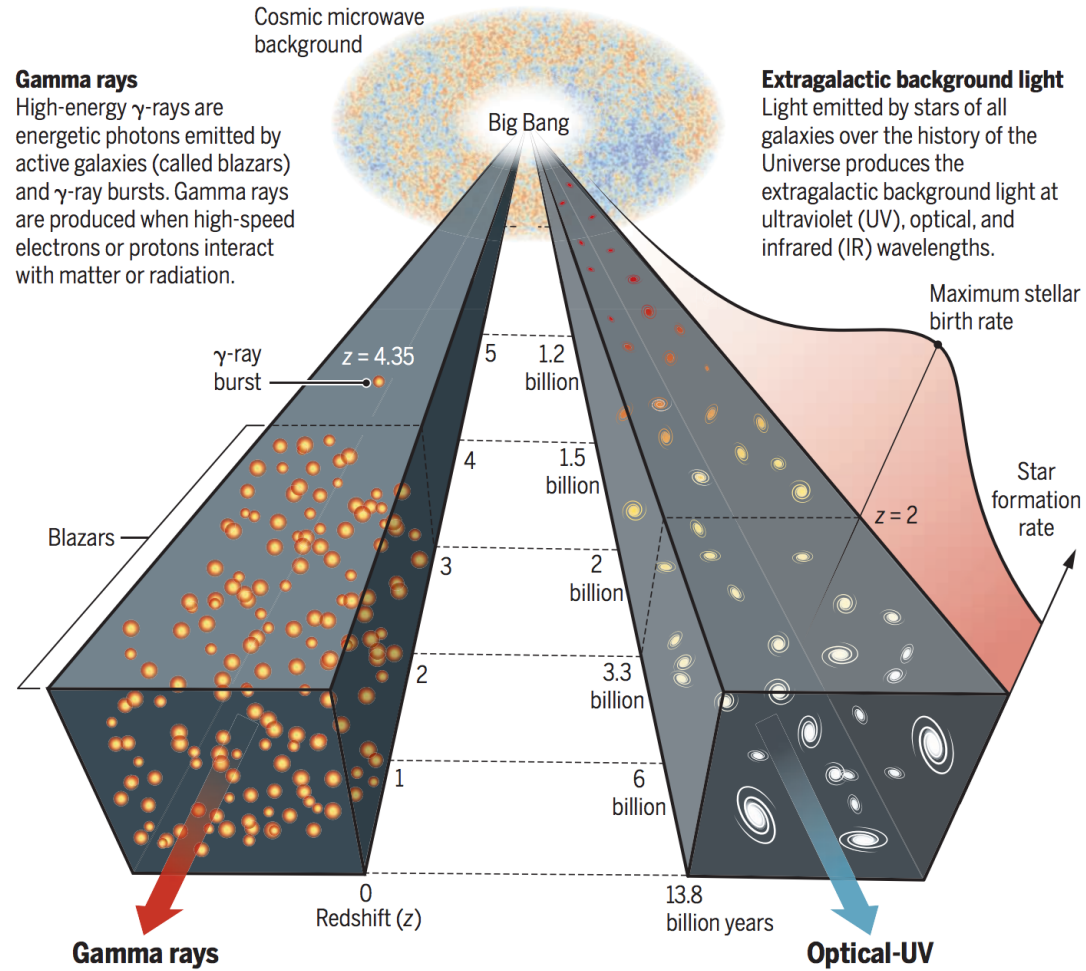 Cosmic microwave
background
Big Bang
Gamma rays
High-energy γ-rays are
energetic photons emitted by
active galaxies (called blazars)
and γ-ray bursts. Gamma rays
are produced when high-speed
electrons or protons interact
with matter or radiation.
Extragalactic background light
Light emitted by stars of all
galaxies over the history of the
Universe produces the
extragalactic background light at
ultraviolet (UV), optical, and
infrared (IR) wavelengths.
Maximum stellar
birth rate
γ-ray
burst
z = 4.35
5
1.2
billion
4
1.5
billion
Star
formation
rate
z = 2
Blazars
3
2
billion
2
3.3
billion
1
6
billion
0
Redshift (z)
13.8
billion years
Gamma rays
Optical-UV